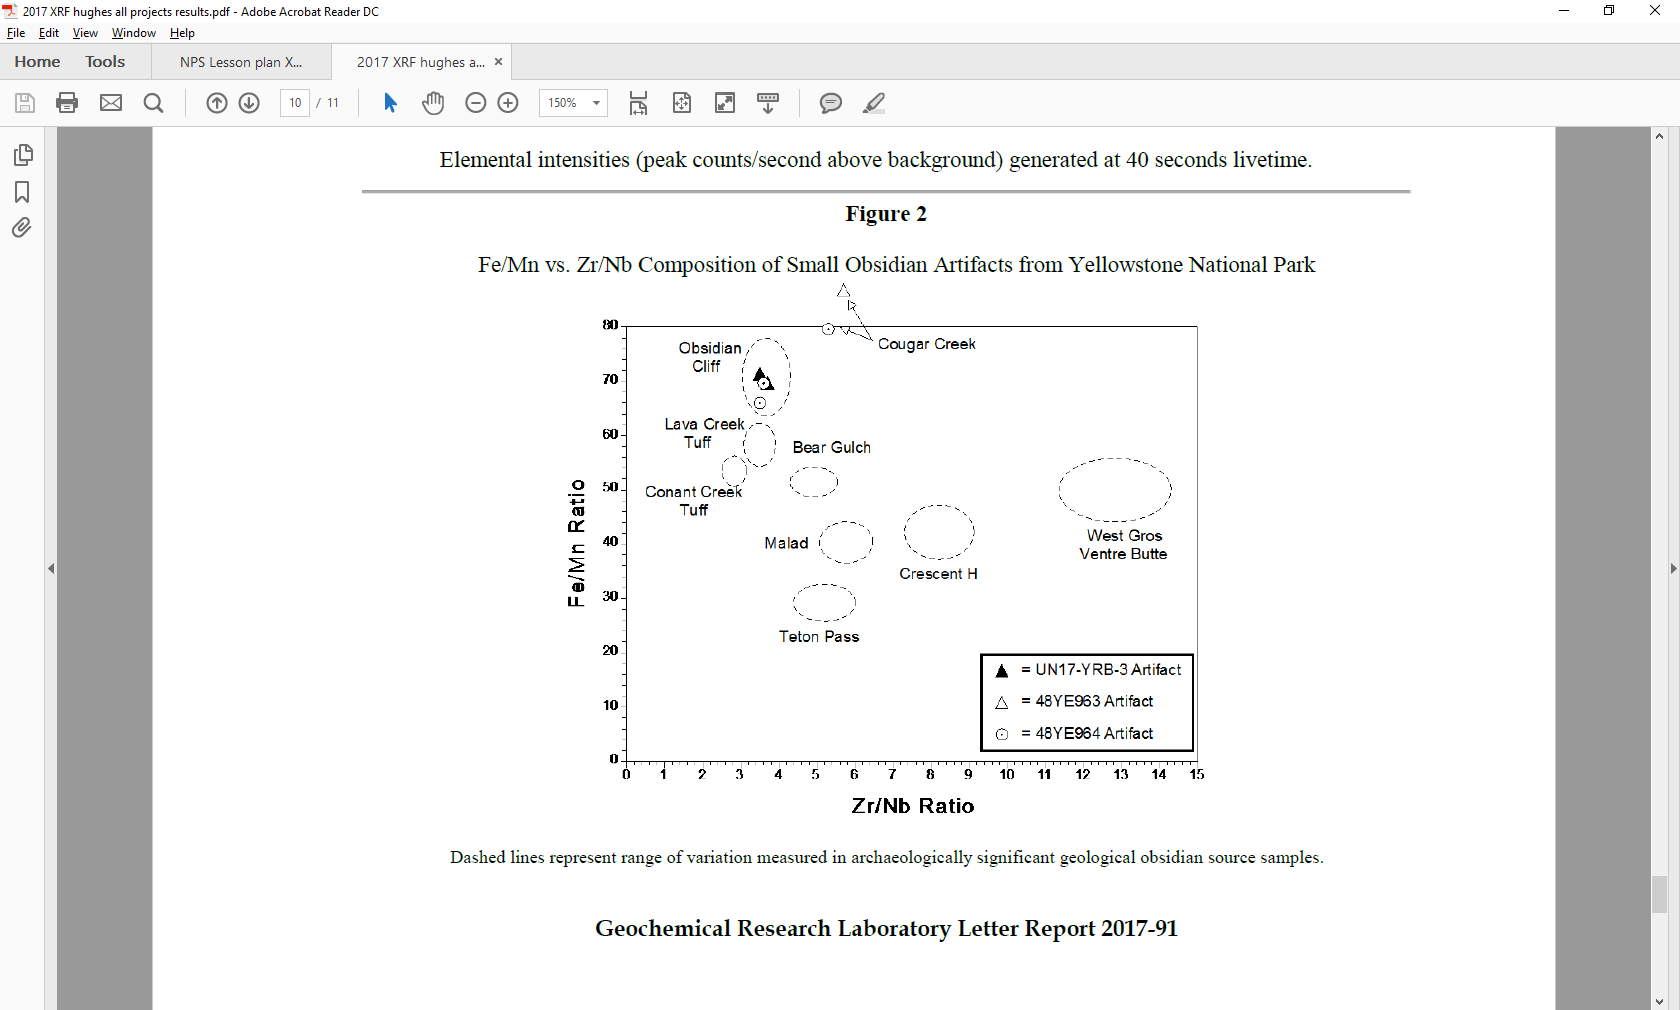 2017 XRF hughes all projects results.pdf - Adobe Acrobat Reader DC
File Edit View Window Help
Home Tools NPS Lesson plan X... 2017 XRF hughes a... ×
10 / 11 150%
Elemental intensities (peak counts/second above background) generated at 40 seconds livetime.
Figure 2
Fe/Mn vs. Zr/Nb Composition of Small Obsidian Artifacts from Yellowstone National Park
80
Cougar Creek
Obsidian
Cliff
70
Lava Creek
Tuff
60
Bear Gulch
50
Conant Creek
Tuff
Fe/Mn Ratio
40
Malad
West Gros
Ventre Butte
Crescent H
30
Teton Pass
20
= UN17-YRB-3 Artifact
10
= 48YE963 Artifact
= 48YE964 Artifact
0
0 1 2 3 4 5 6 7 8 9 10 11 12 13 14 15
Zr/Nb Ratio
Dashed lines represent range of variation measured in archaeologically significant geological obsidian source samples.
Geochemical Research Laboratory Letter Report 2017-91